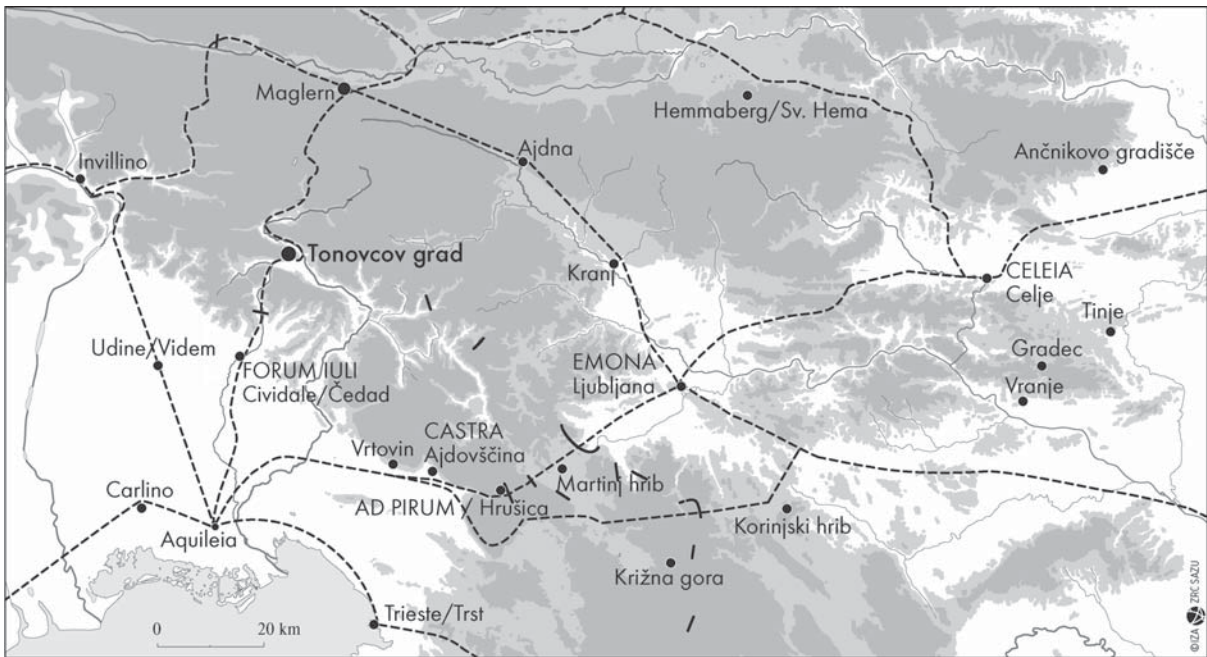 Maglern
Hemmaberg/Sv. Hema
Ajdna
Ančnikovo gradišče
Invillino
Tonovcov grad
Kranj
CELEIA
Celje
Tinje
Udine/Videm
FORUM IULI
Cividale/Čedad
EMONA
Ljubljana
Gradec
Vranje
Vrtovin
CASTRA
Ajdovščina
Martinj hrib
AD PIRUM / Hrušica
Carlino
Aquileia
Korinjski hrib
Križna gora
Trieste/Trst
0 20 km
©IZA ZRC SAZU